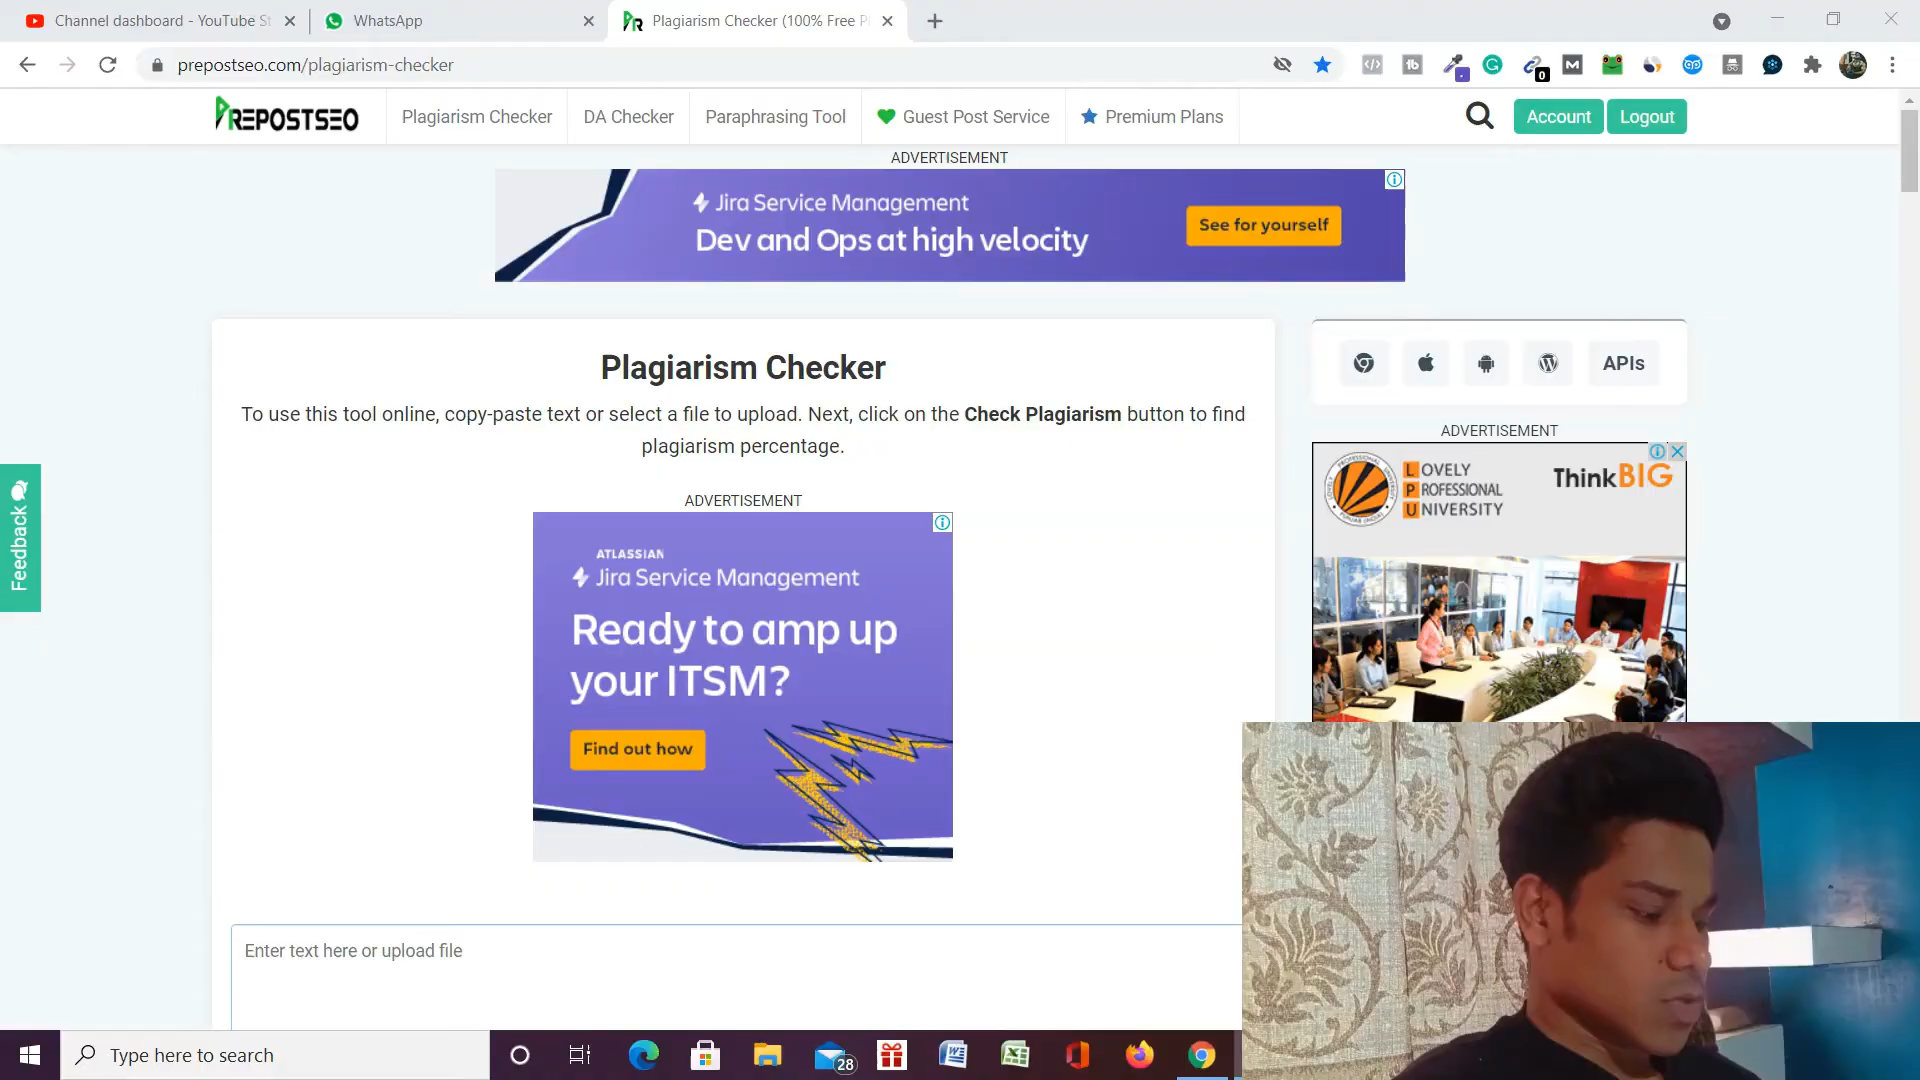 Channel dashboard - YouTube St
WhatsApp
Plagiarism Checker (100% Free Pl
prepostseo.com/plagiarism-checker
PREPOSTSEO
Plagiarism Checker
DA Checker
Paraphrasing Tool
Guest Post Service
Premium Plans
Account
Logout
ADVERTISEMENT
Jira Service Management
Dev and Ops at high velocity
See for yourself
Plagiarism Checker
To use this tool online, copy-paste text or select a file to upload. Next, click on the Check Plagiarism button to find
plagiarism percentage.
APIs
ADVERTISEMENT
LOVELY
PROFESSIONAL
UNIVERSITY
ThinkBIG
ADVERTISEMENT
ATLASSIAN
Jira Service Management
Ready to amp up
your ITSM?
Find out how
Feedback
Enter text here or upload file
Type here to search
28